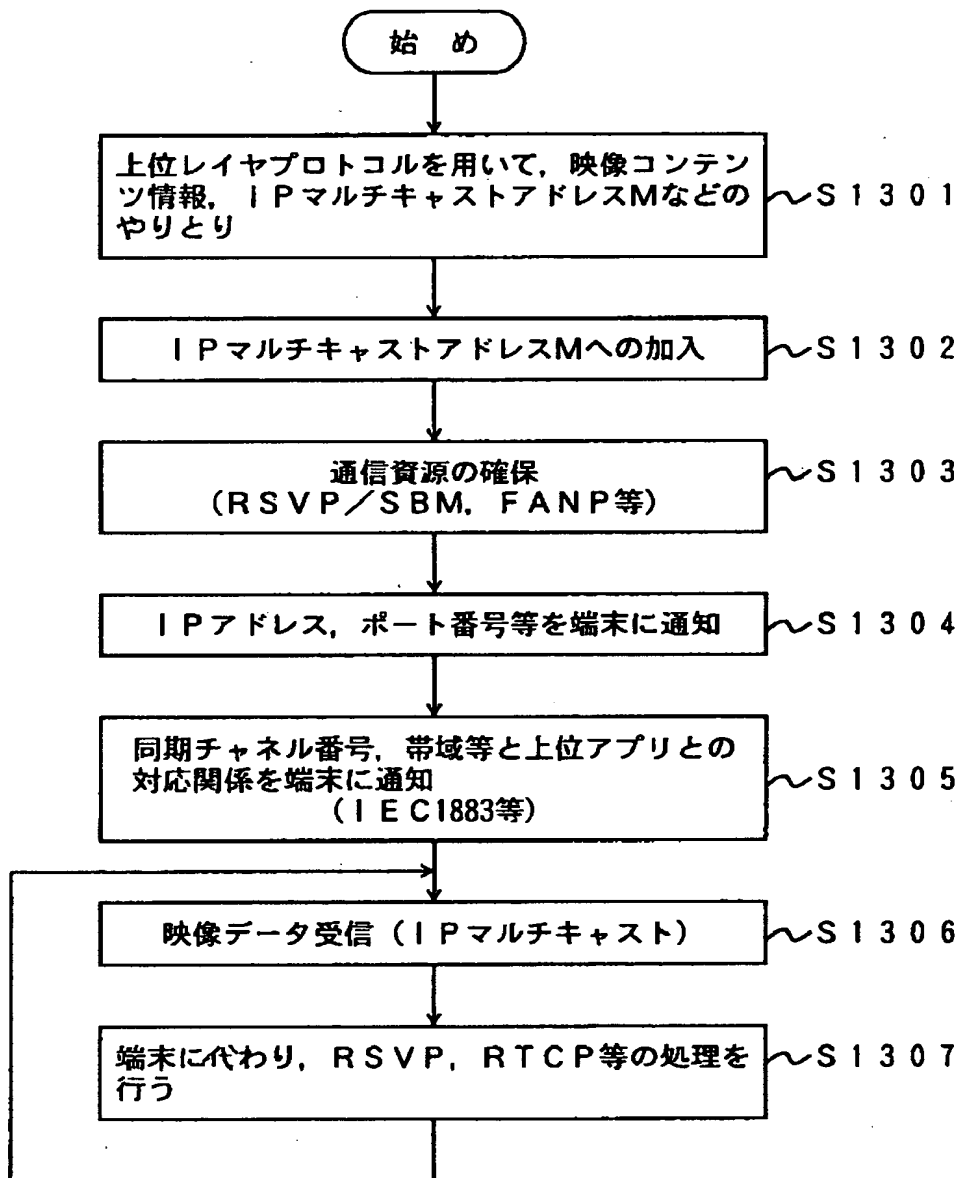 始 め
上位レイヤプロトコルを用いて，映像コンテン
ツ情報，ＩＰマルチキャストアドレスＭなどの
やりとり
Ｓ１３０１
ＩＰマルチキャストアドレスＭへの加入
Ｓ１３０２
通信資源の確保
（ＲＳＶＰ／ＳＢＭ，ＦＡＮＰ等）
Ｓ１３０３
ＩＰアドレス，ポート番号等を端末に通知
Ｓ１３０４
同期チャネル番号，帯域等と上位アプリとの
対応関係を端末に通知
（ＩＥＣ1883等）
Ｓ１３０５
映像データ受信（ＩＰマルチキャスト）
Ｓ１３０６
端末に代わり，ＲＳＶＰ，ＲＴＣＰ等の処理を
行う
Ｓ１３０７